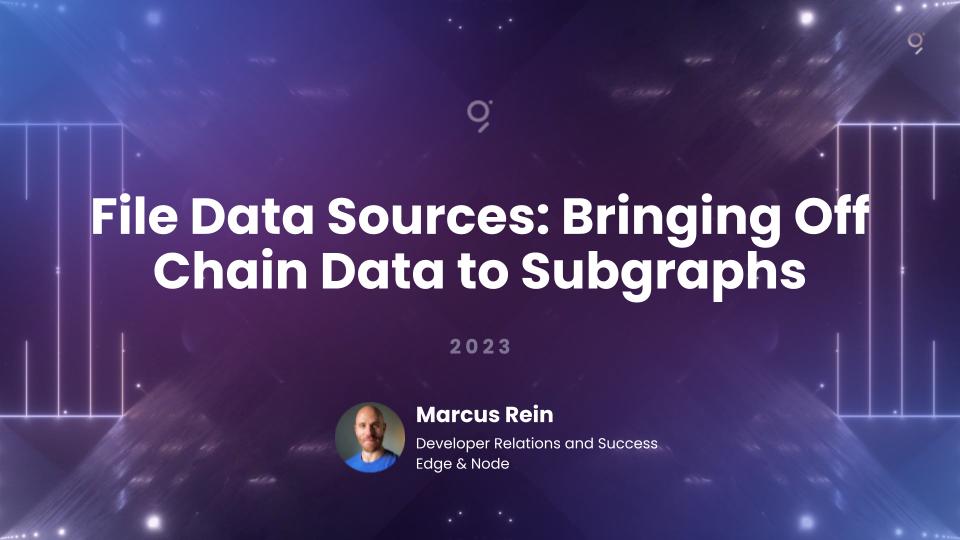 File Data Sources: Bringing Off
Chain Data to Subgraphs
2023
Marcus Rein
Developer Relations and Success
Edge & Node